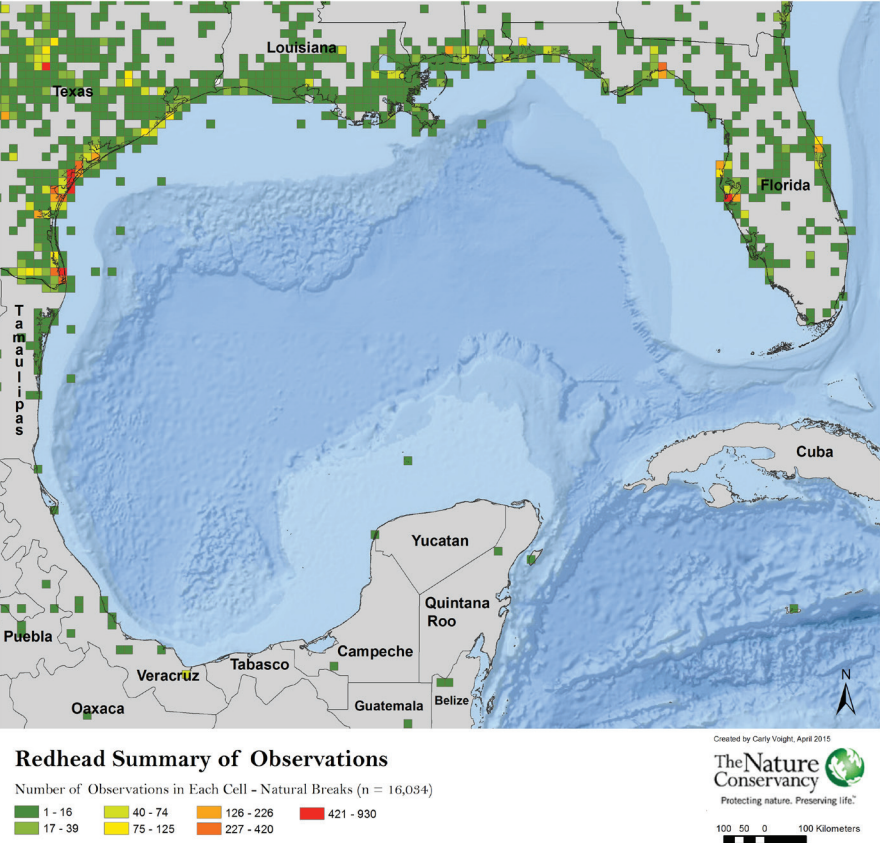 Louisiana
Texas
Florida
Tamaulipas
Cuba
Yucatan
Quintana
Roo
Puebla
Campeche
Tabasco
Veracruz
Belize
Guatemala
Oaxaca
N
Redhead Summary of Observations
Number of Observations in Each Cell - Natural Breaks (n = 16,034)
1 - 16
17 - 39
40 - 74
75 - 125
126 - 226
227 - 420
421 - 930
Created by Carly Voight, April 2015
The Nature
Conservancy
Protecting nature. Preserving life.™
100 50 0 100 Kilometers